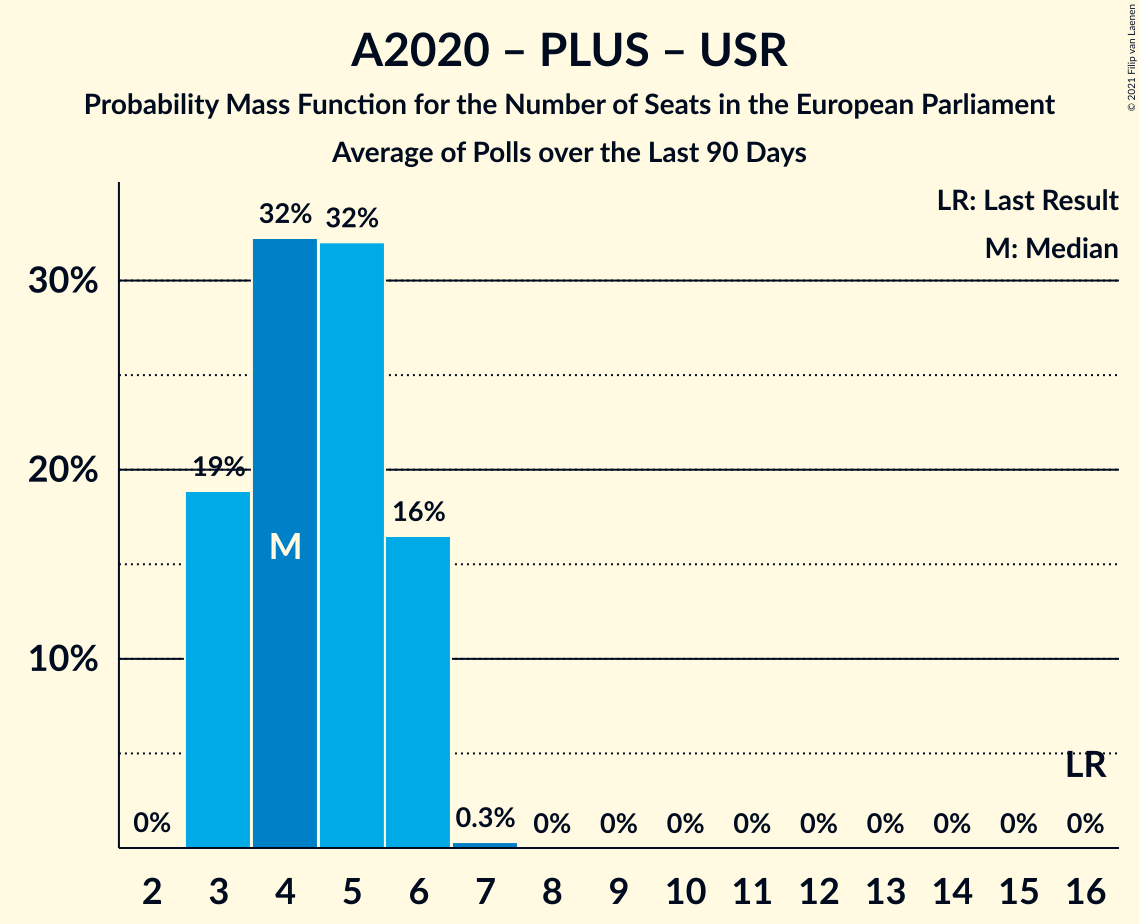 A2020 – PLUS – USR
Probability Mass Function for the Number of Seats in the European Parliament
Average of Polls over the Last 90 Days
© 2021 Filip van Laenen
LR: Last Result
M: Median
32% 32%
30%
20%
19%
16%
M
10%
LR
0% 0.3% 0% 0% 0% 0% 0% 0% 0% 0% 0%
2 3 4 5 6 7 8 9 10 11 12 13 14 15 16